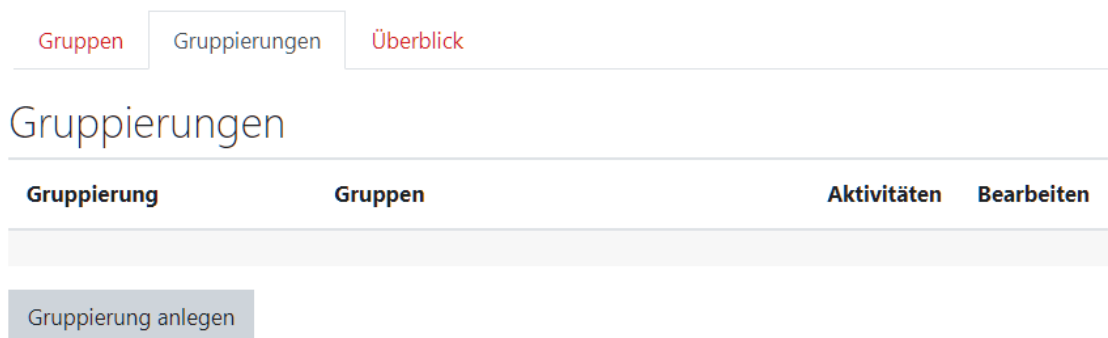 Gruppen Gruppierungen Überblick
Gruppierungen
Gruppierung Gruppen Aktivitäten Bearbeiten
Gruppierung anlegen